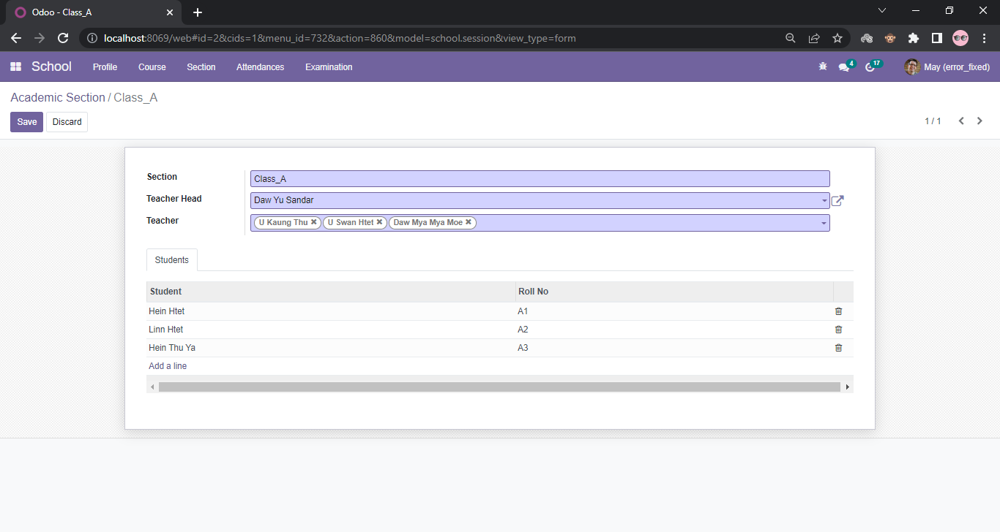 Odoo - Class_A
localhost:8069/web#id=2&cids=1&menu_id=732&action=860&model=school.session&view_type=form
School Profile Course Section Attendances Examination 4 17 May (error_fixed)
Academic Section / Class_A
Save Discard 1 / 1
Section Class_A
Teacher Head Daw Yu Sandar
Teacher U Kaung Thu U Swan Htet Daw Mya Mya Moe
Students
Student Roll No
Hein Htet A1
Linn Htet A2
Hein Thu Ya A3
Add a line